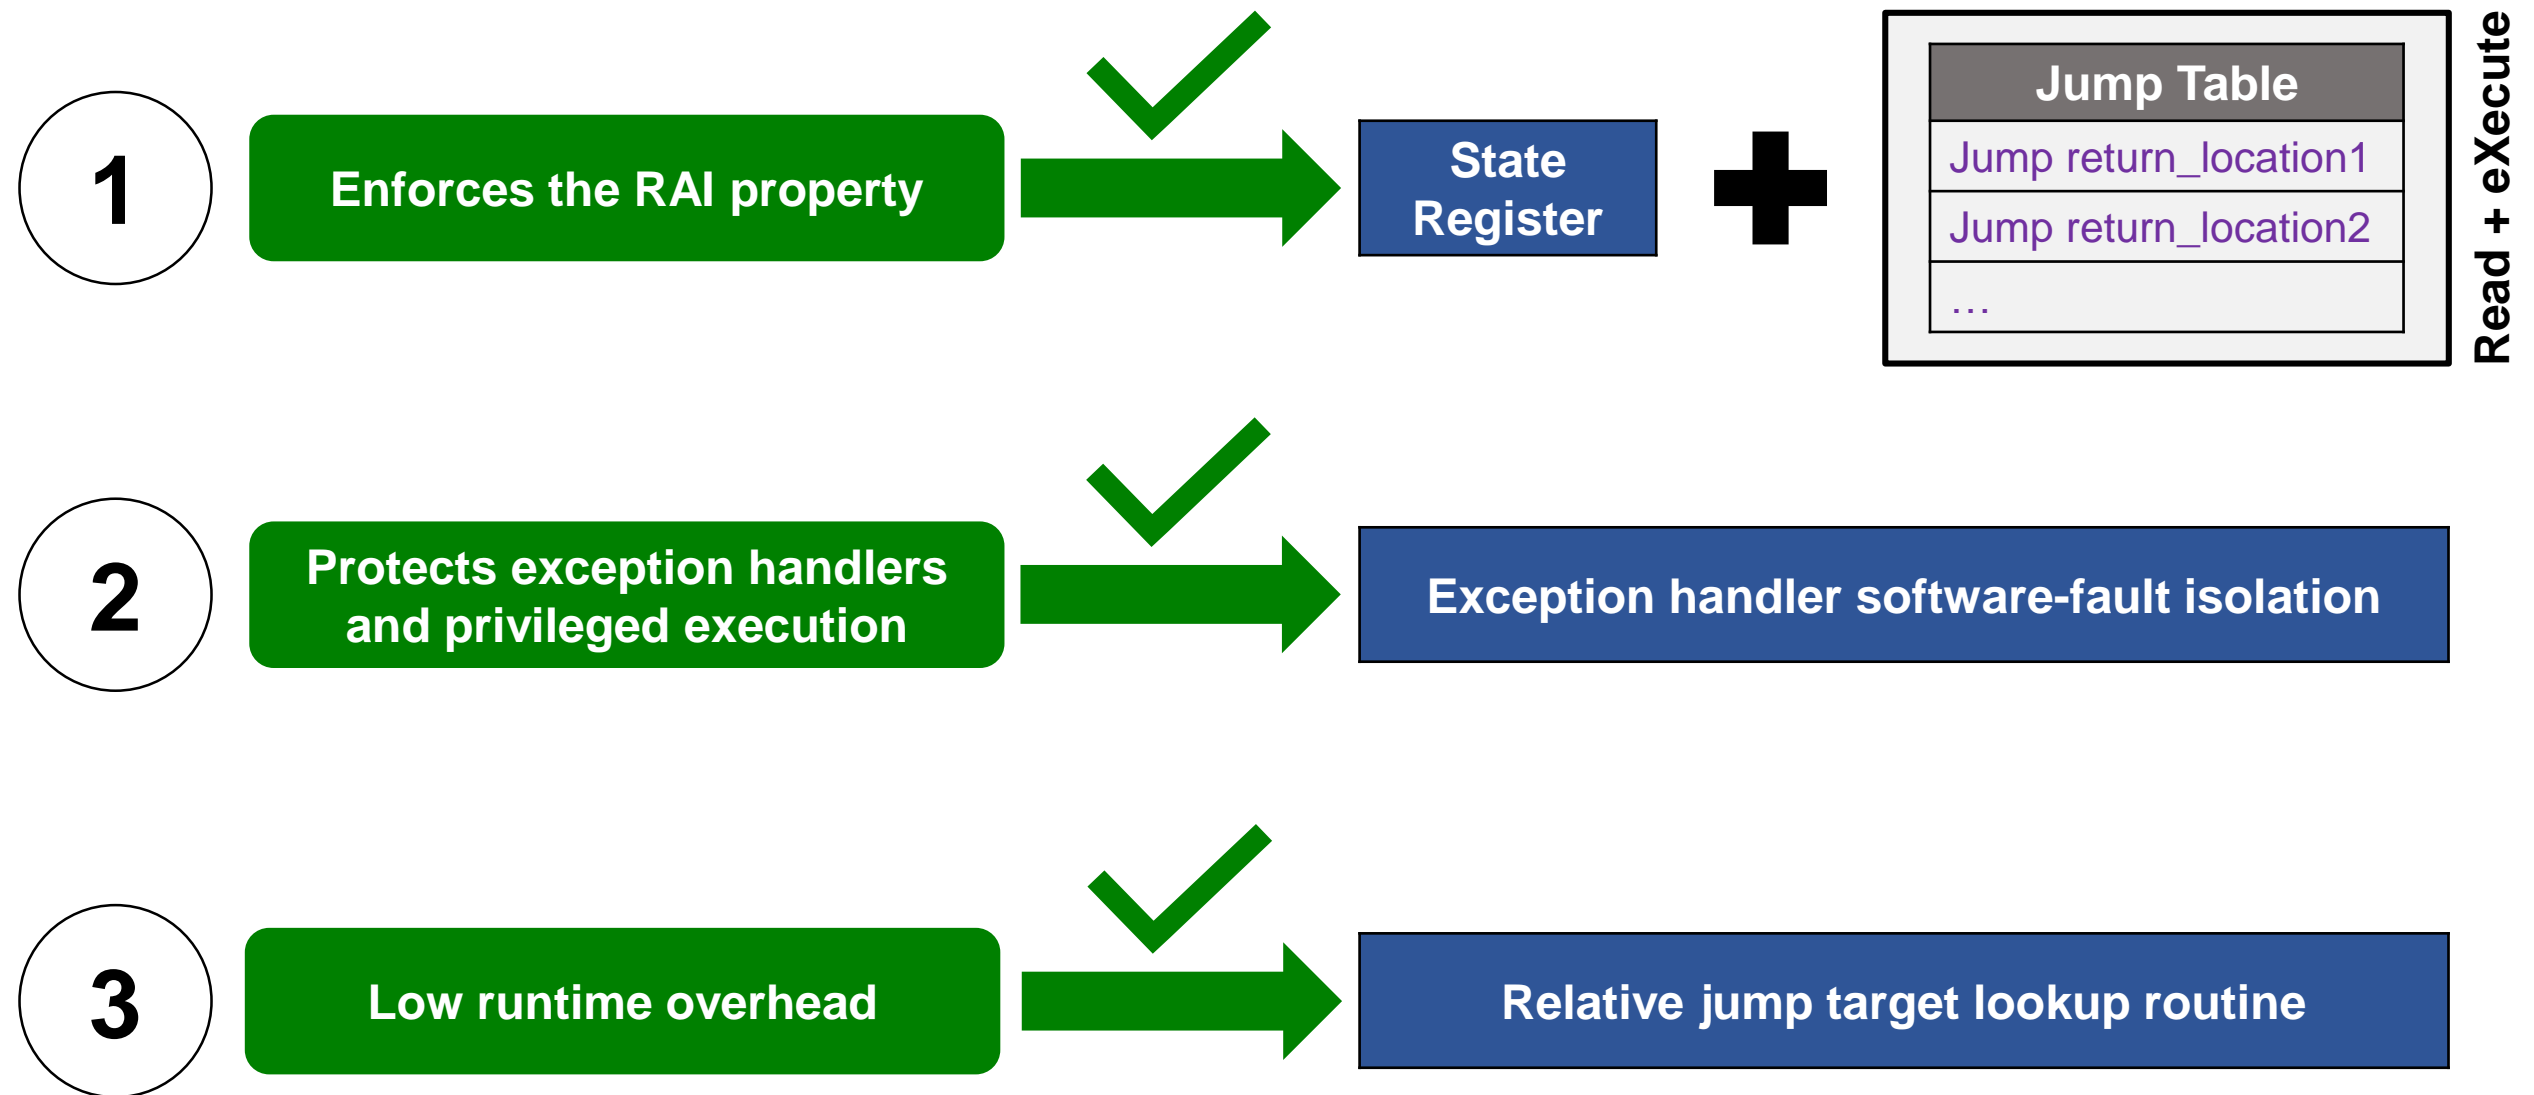 1
Enforces the RAI property
State
Register
Jump Table
Jump return_location1
Jump return_location2
…
Read + eXecute
2
Protects exception handlers
and privileged execution
Exception handler software-fault isolation
3
Low runtime overhead
Relative jump target lookup routine